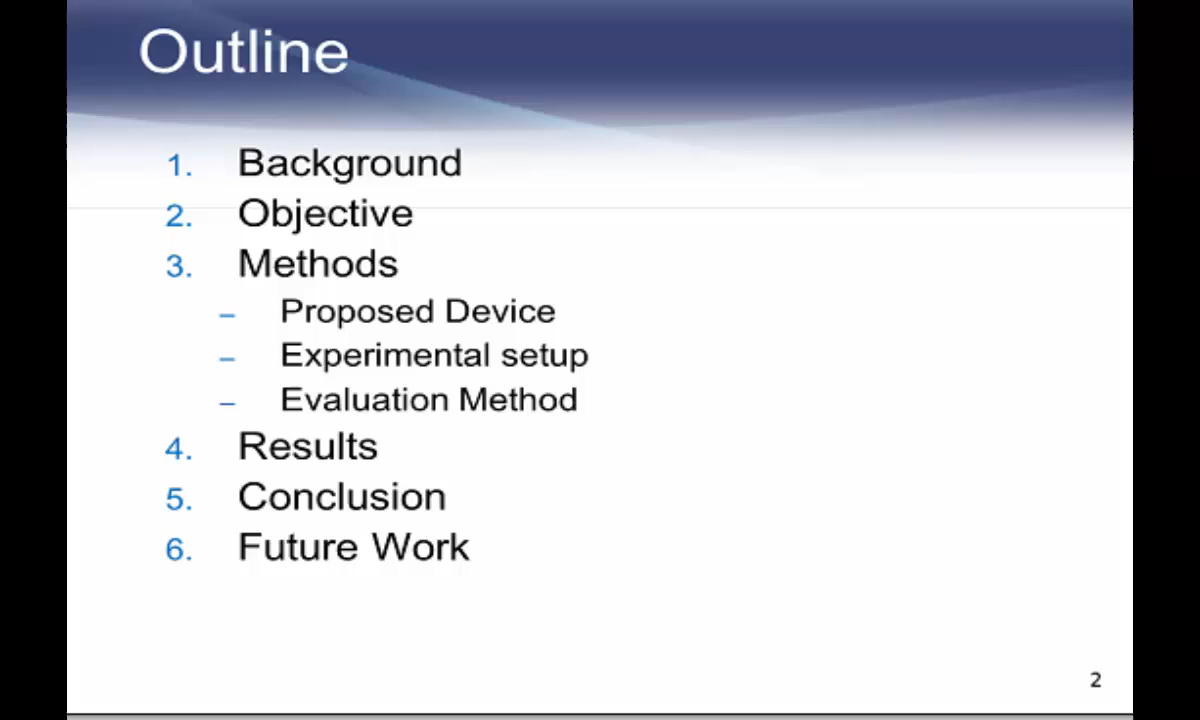 Outline
1. Background
2. Objective
3. Methods
– Proposed Device
– Experimental setup
– Evaluation Method
4. Results
5. Conclusion
6. Future Work
2